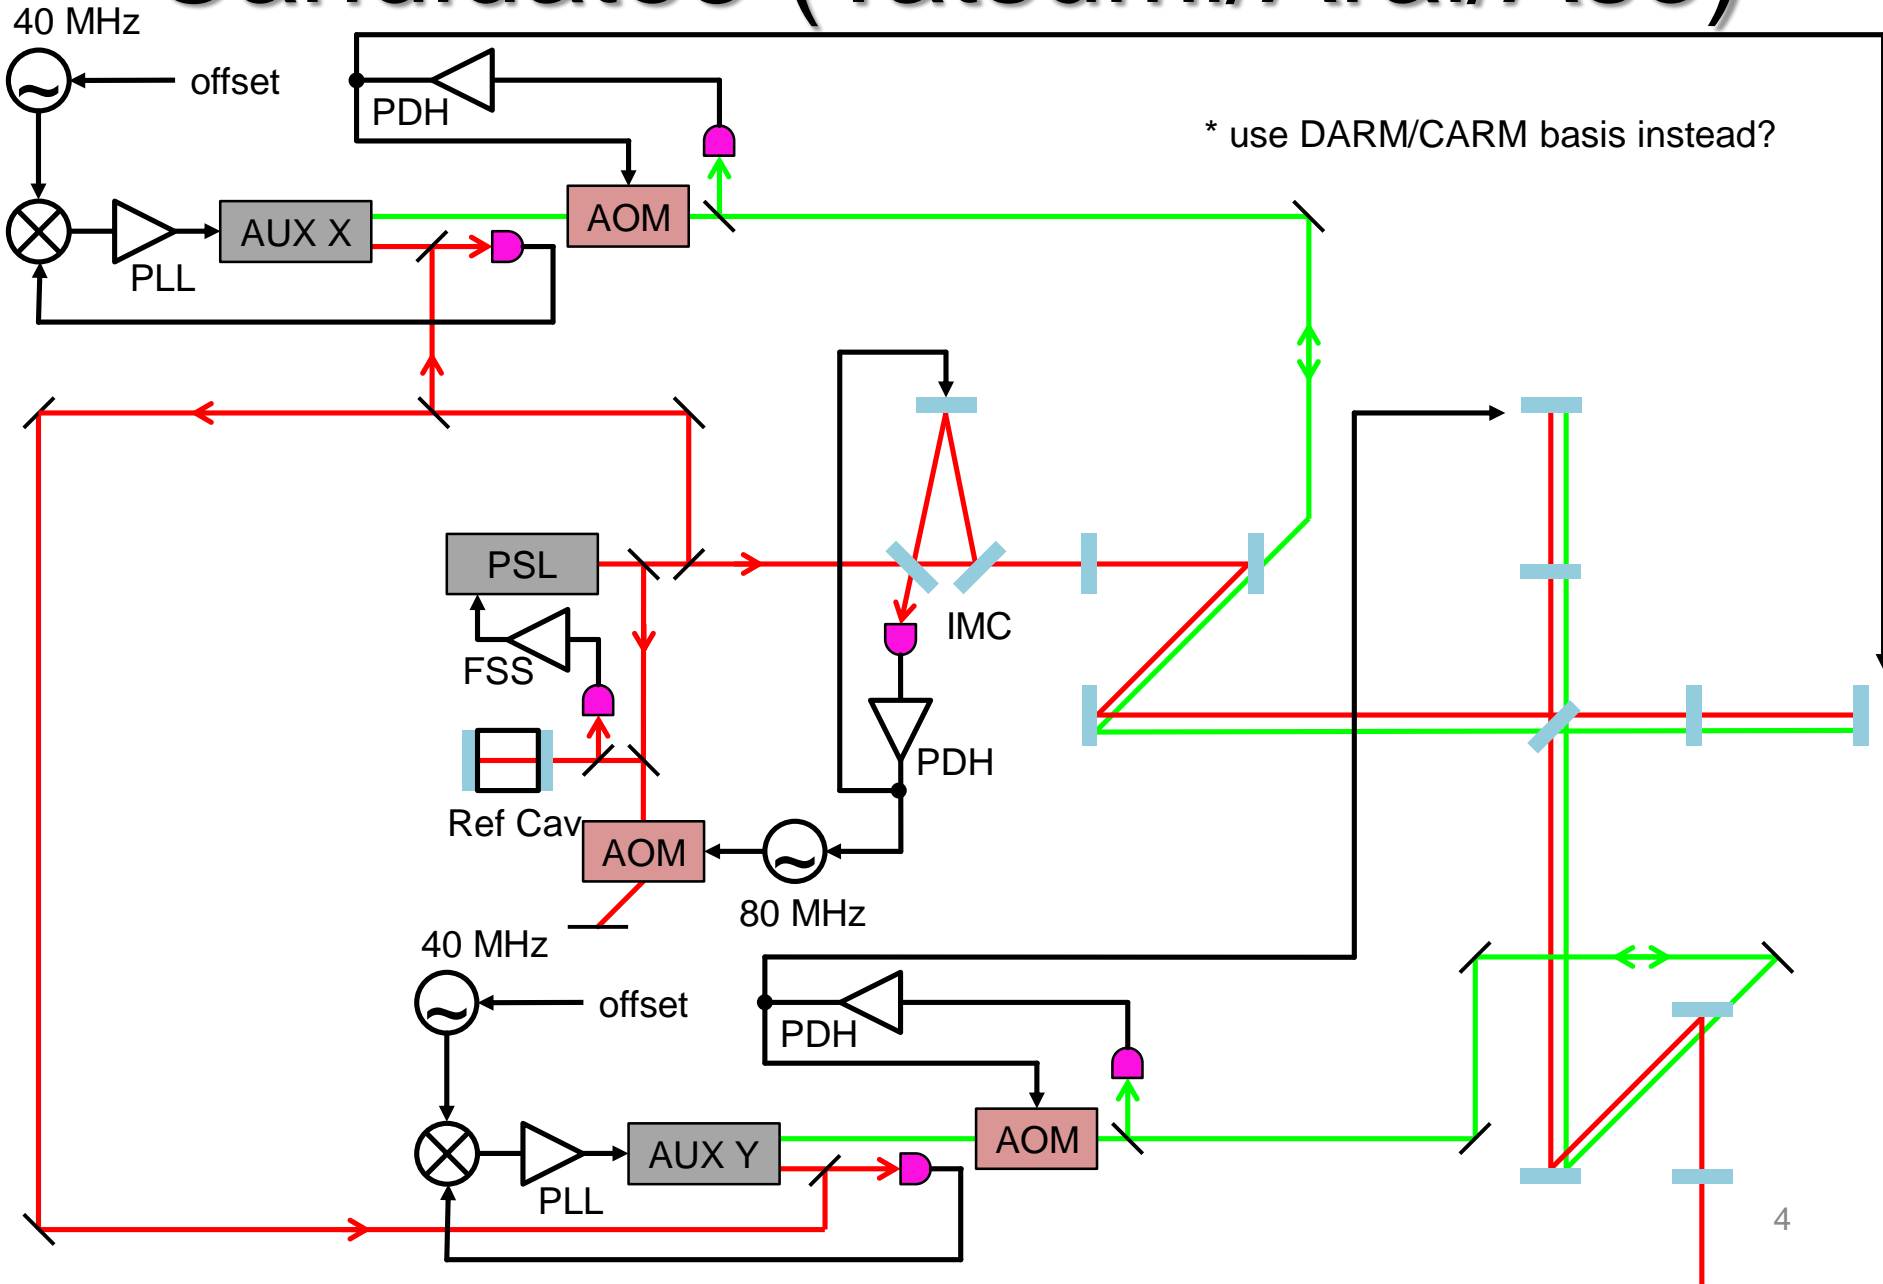 40 MHz
offset
PDH
* use DARM/CARM basis instead?
AOM
AUX X
PLL
PSL
IMC
FSS
PDH
Ref Cav
AOM
80 MHz
40 MHz
offset
PDH
AOM
AUX Y
PLL
4